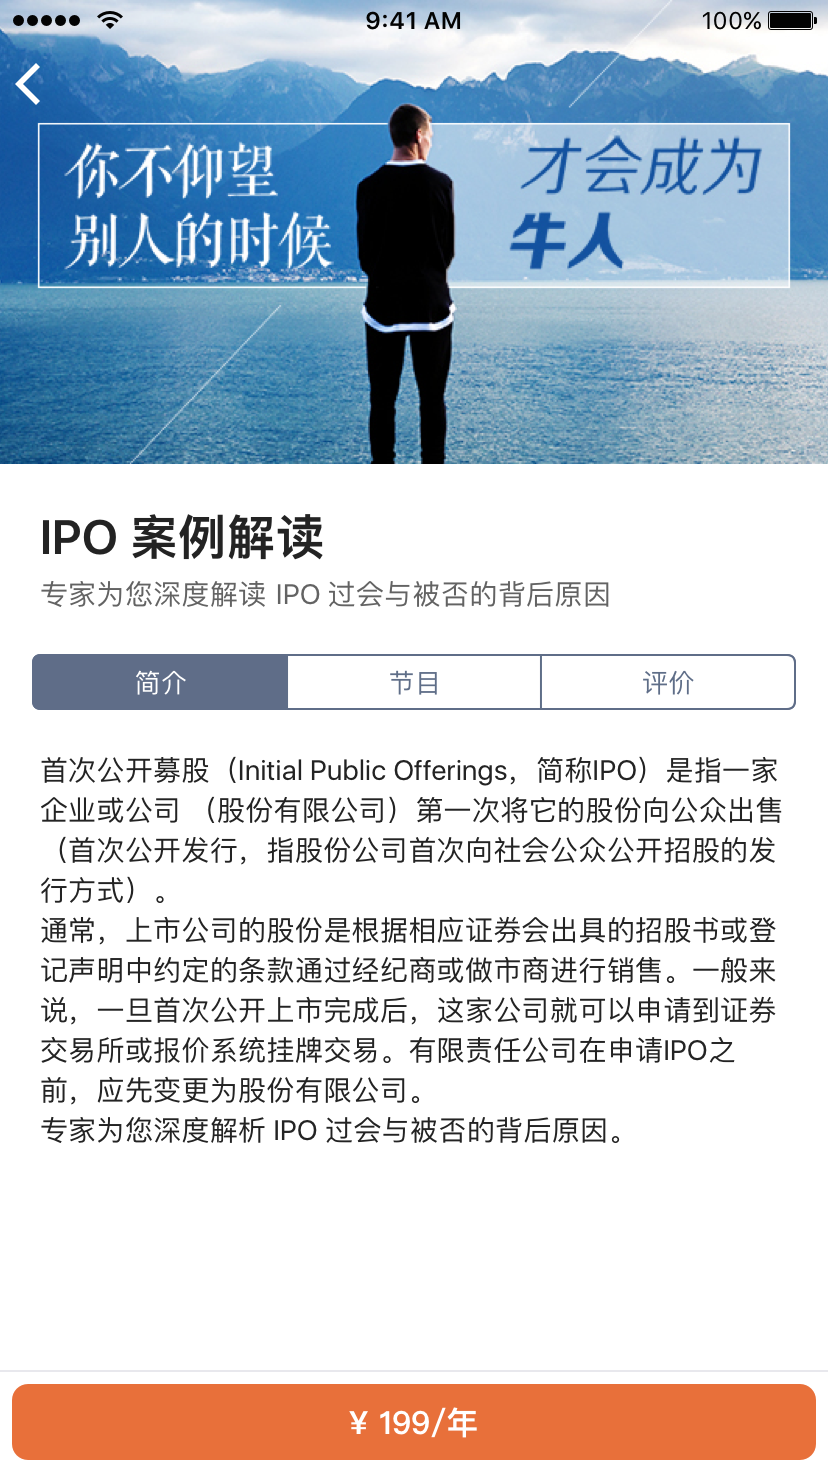 9:41 AM
100%
你不仰望
别人的时候
才会成为
牛人
IPO 案例解读
专家为您深度解读 IPO 过会与被否的背后原因
简介
节目
评价
首次公开募股（Initial Public Offerings，简称IPO）是指一家
企业或公司 （股份有限公司）第一次将它的股份向公众出售
（首次公开发行，指股份公司首次向社会公众公开招股的发
行方式）。
通常，上市公司的股份是根据相应证券会出具的招股书或登
记声明中约定的条款通过经纪商或做市商进行销售。一般来
说，一旦首次公开上市完成后，这家公司就可以申请到证券
交易所或报价系统挂牌交易。有限责任公司在申请IPO之
前，应先变更为股份有限公司。
专家为您深度解析 IPO 过会与被否的背后原因。
¥ 199/年